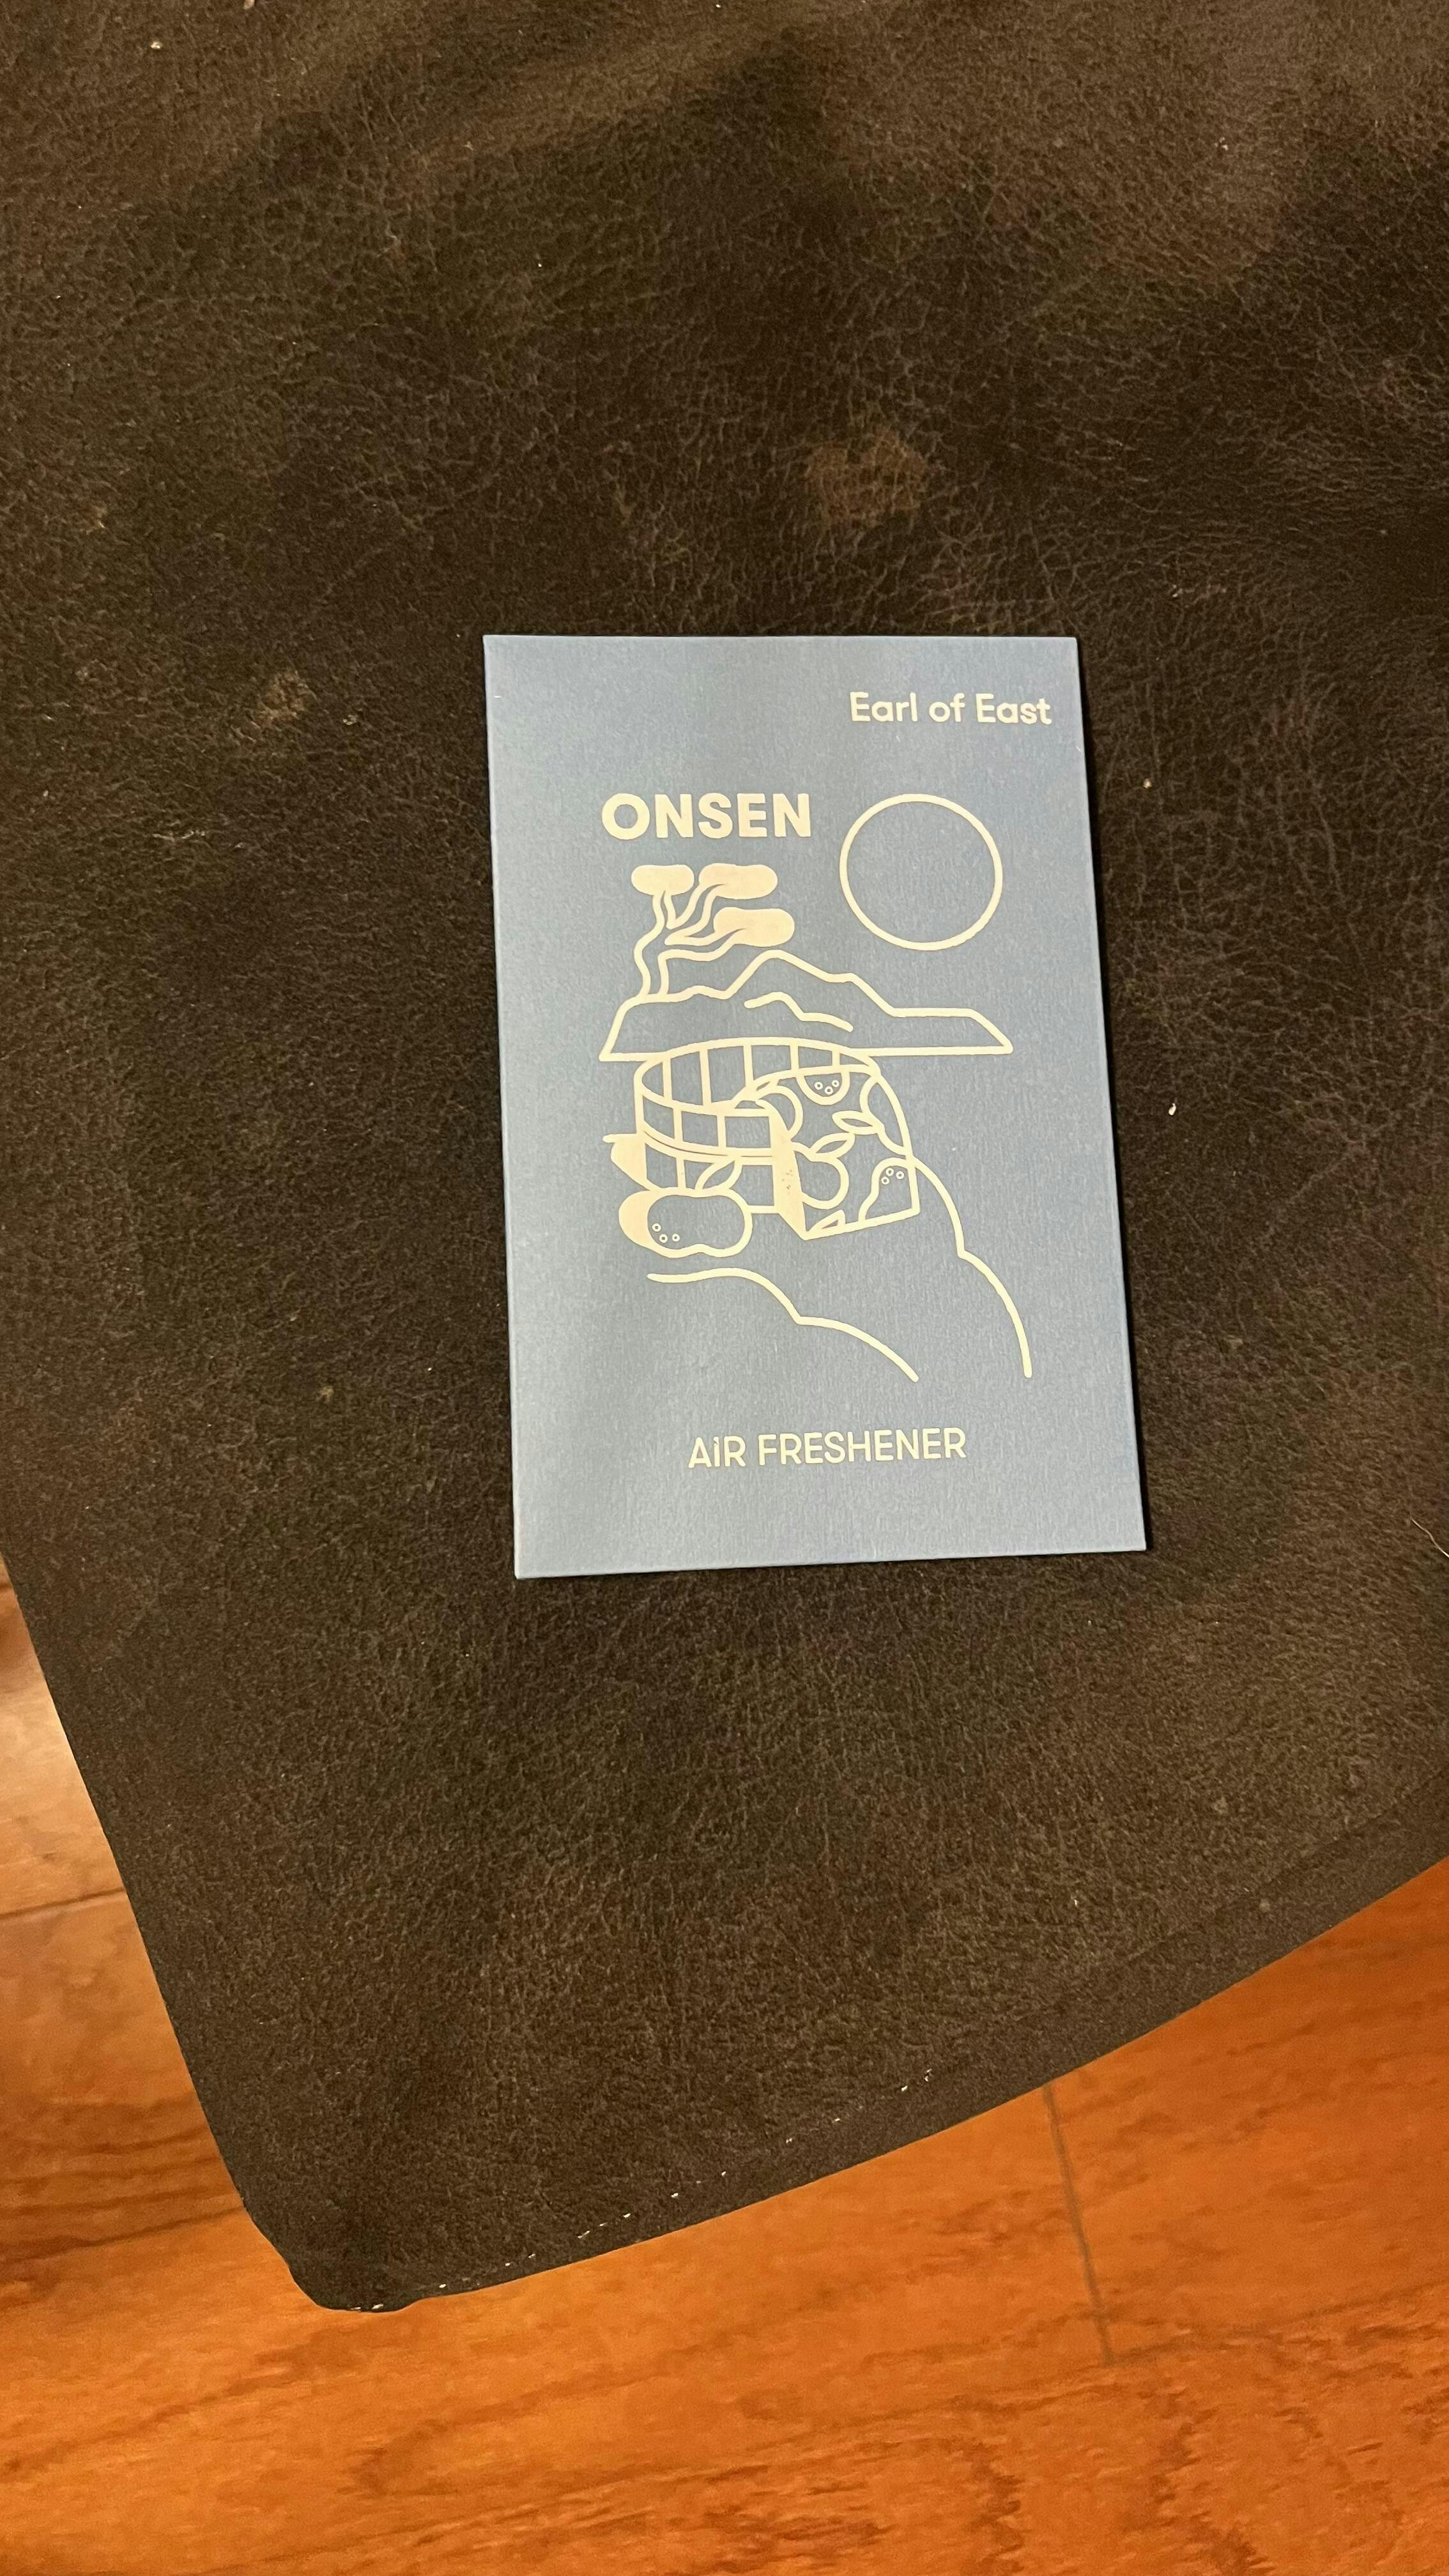 Earl of East
ONSEN
AiR FRESHENER